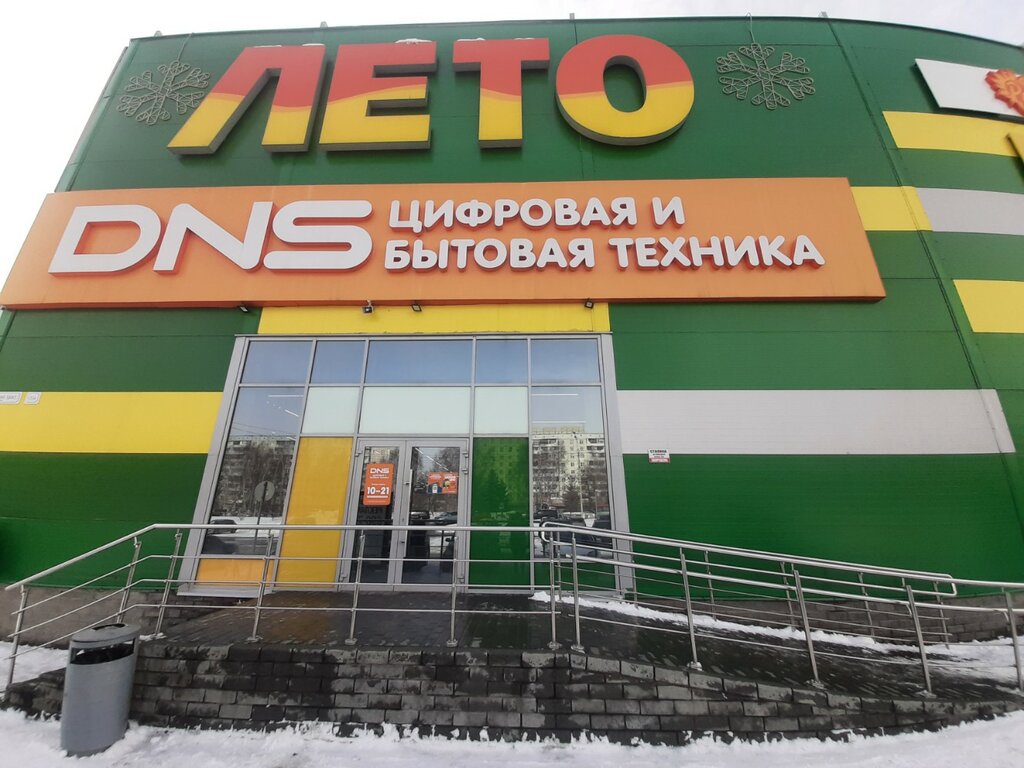 ЛЕТО
DNS
ЦИФРОВАЯ И
БЫТОВАЯ ТЕХНИКА
DNS
10–21